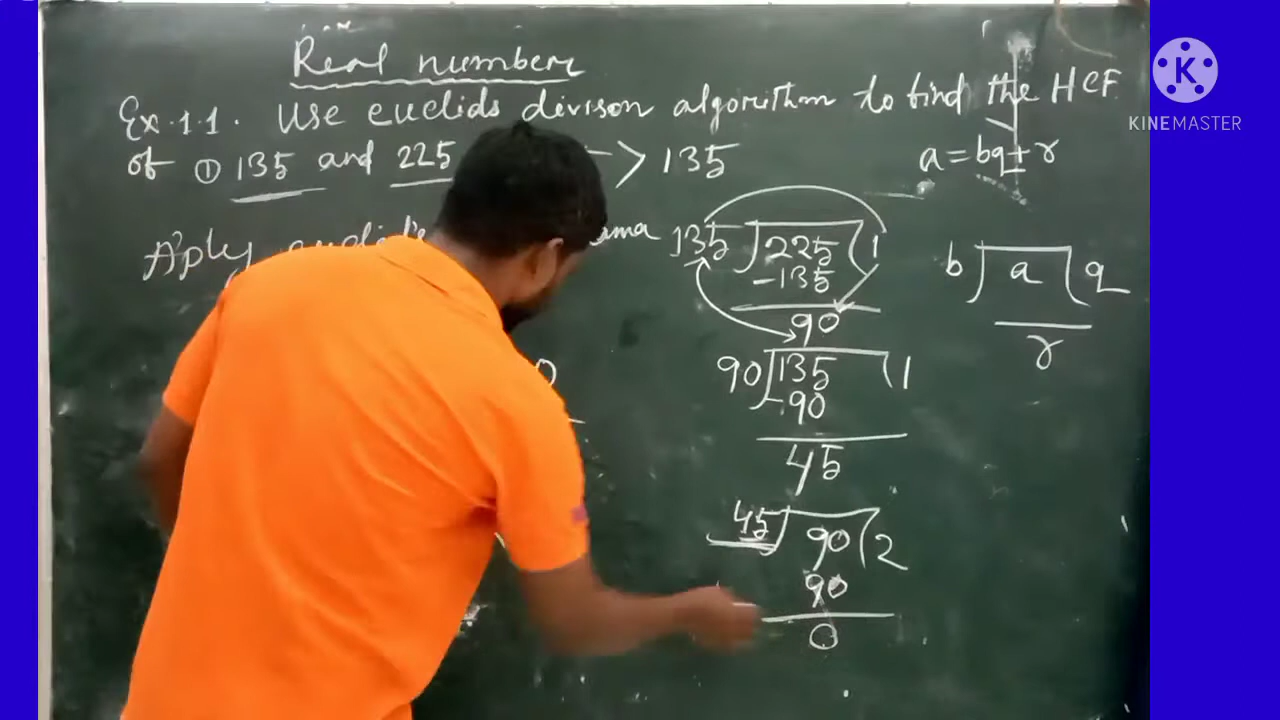 Real number
Ex. 1.1. Use euclids divison algorithm to find the HCF
of ① 135 and 225 > 135
a = bq + r
Aply
135 ) 225 ( 1
-135
90
90 ) 135 ( 1
-90
45
45 ) 90 ( 2
90
0
b ) a ( q
r
K
KINEMASTER